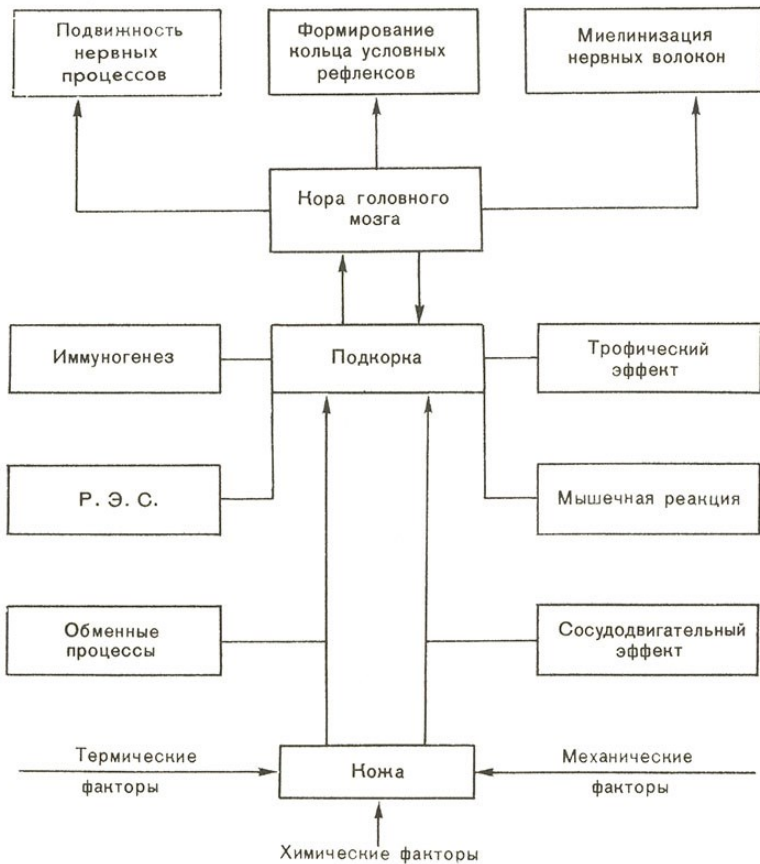 Подвижность
нервных
процессов
Формирование
кольца условных
рефлексов
Миелинизация
нервных волокон
Кора головного
мозга
Иммуногенез
Подкорка
Трофический
эффект
Р. Э. С.
Мышечная реакция
Обменные
процессы
Сосудодвигательный
эффект
Термические
факторы
Кожа
Механические
факторы
Химические факторы